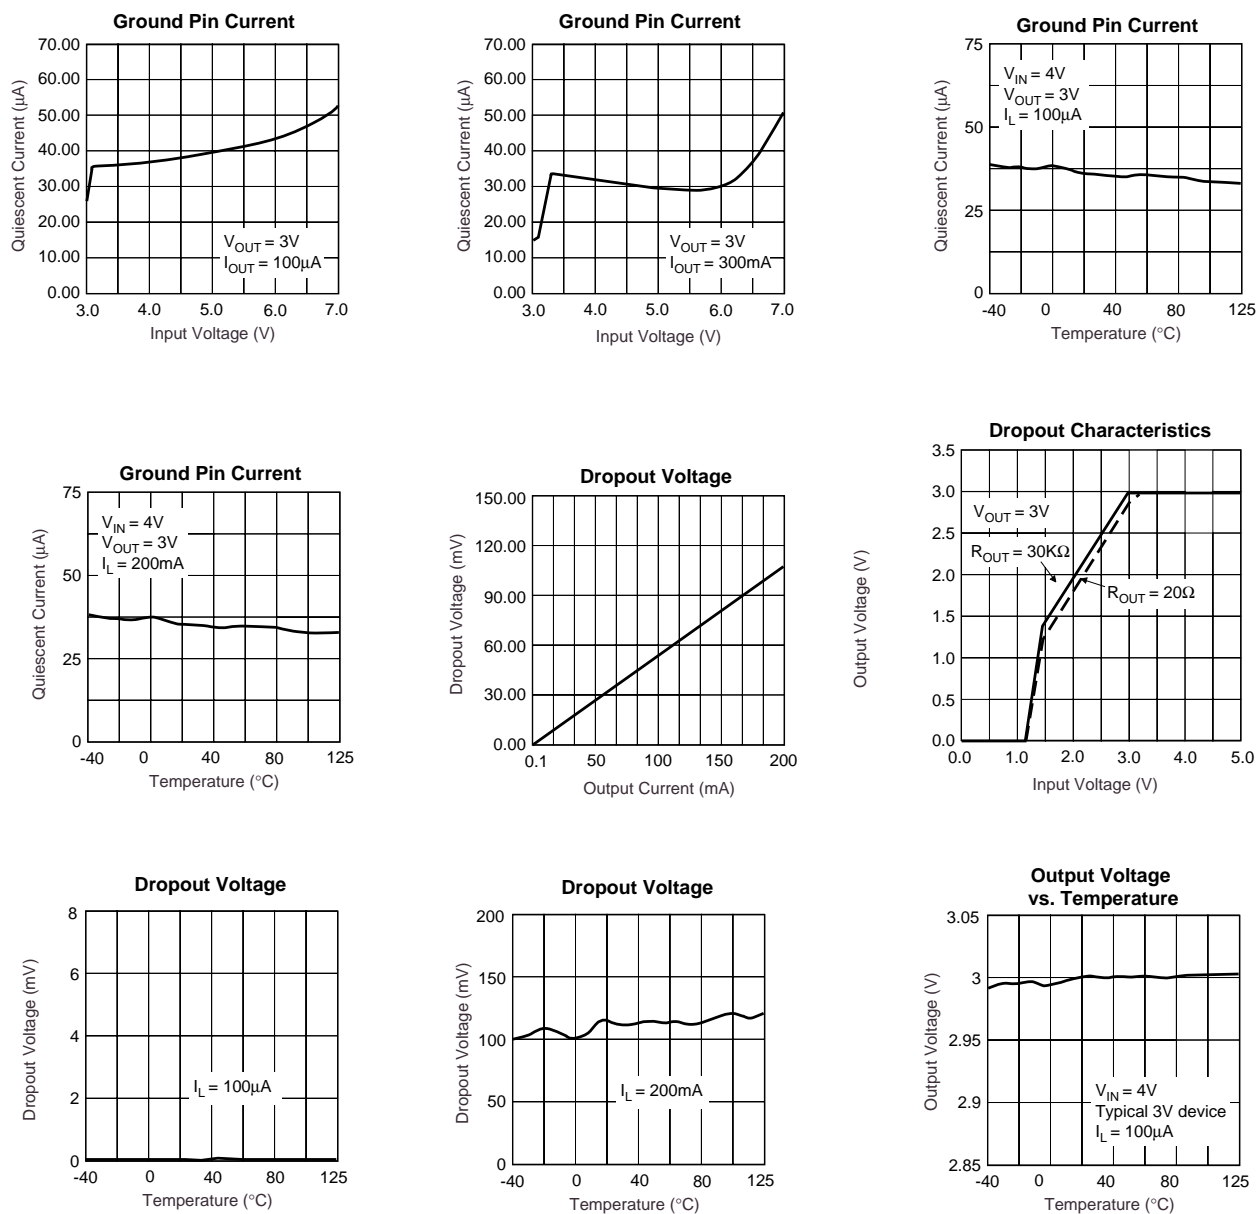 Ground Pin Current
70.00
60.00
50.00
40.00
30.00
20.00
10.00
0.00
Quiescent Current (µA)
V_OUT = 3V
I_OUT = 100µA
3.0 4.0 5.0 6.0 7.0
Input Voltage (V)
Ground Pin Current
70.00
60.00
50.00
40.00
30.00
20.00
10.00
0.00
Quiescent Current (µA)
V_OUT = 3V
I_OUT = 300mA
3.0 4.0 5.0 6.0 7.0
Input Voltage (V)
Ground Pin Current
75
50
25
0
Quiescent Current (µA)
V_IN = 4V
V_OUT = 3V
I_L = 100µA
-40 0 40 80 125
Temperature (°C)
Ground Pin Current
75
50
25
0
Quiescent Current (µA)
V_IN = 4V
V_OUT = 3V
I_L = 200mA
-40 0 40 80 125
Temperature (°C)
Dropout Voltage
150.00
120.00
90.00
60.00
30.00
0.00
Dropout Voltage (mV)
0.1 50 100 150 200
Output Current (mA)
Dropout Characteristics
3.5
3.0
2.5
2.0
1.5
1.0
0.5
0.0
Output Voltage (V)
V_OUT = 3V
R_OUT = 30KΩ
R_OUT = 20Ω
0.0 1.0 2.0 3.0 4.0 5.0
Input Voltage (V)
Dropout Voltage
8
6
4
2
0
Dropout Voltage (mV)
I_L = 100µA
-40 0 40 80 125
Temperature (°C)
Dropout Voltage
200
150
100
50
0
Dropout Voltage (mV)
I_L = 200mA
-40 0 40 80 125
Temperature (°C)
Output Voltage
vs. Temperature
3.05
3
2.95
2.9
2.85
Output Voltage (V)
V_IN = 4V
Typical 3V device
I_L = 100µA
-40 0 40 80 125
Temperature (°C)